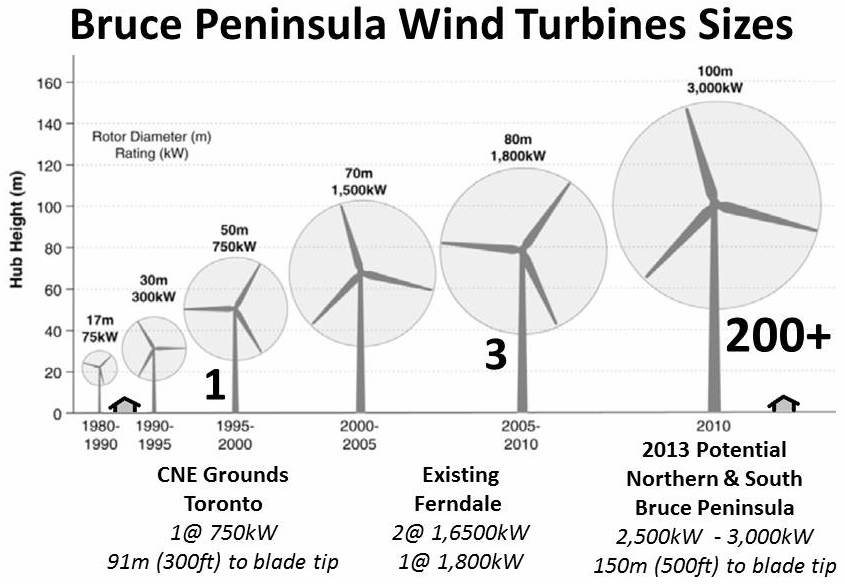 Bruce Peninsula Wind Turbines Sizes
Hub Height (m)
160
140
120
100
80
60
40
20
0
Rotor Diameter (m)
Rating (kW)
17m
75kW
30m
300kW
50m
750kW
70m
1,500kW
80m
1,800kW
100m
3,000kW
1
3
200+
1980-
1990
1990-
1995
1995-
2000
2000-
2005
2005-
2010
2010
CNE Grounds
Toronto
1@ 750kW
91m (300ft) to blade tip
Existing
Ferndale
2@ 1,6500kW
1@ 1,800kW
2013 Potential
Northern & South
Bruce Peninsula
2,500kW - 3,000kW
150m (500ft) to blade tip